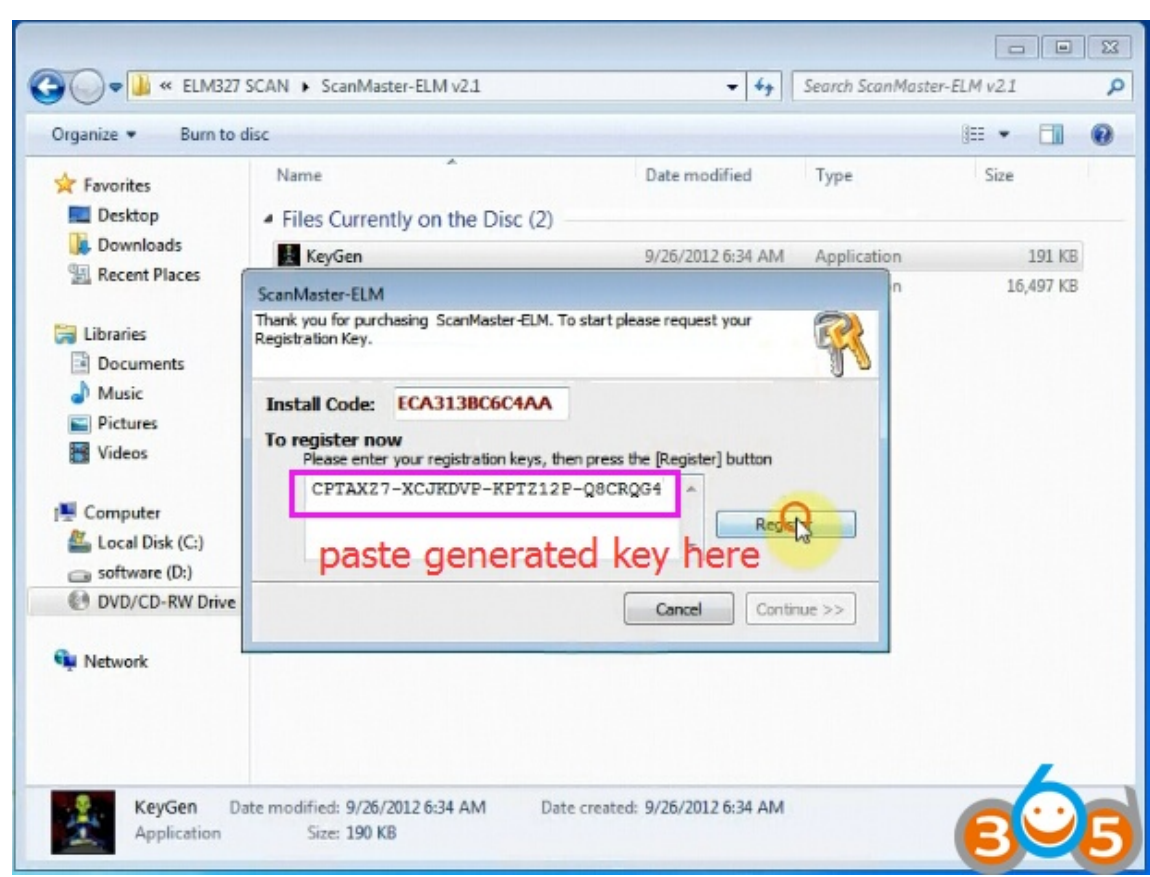 « ELM327 SCAN ▸ ScanMaster-ELM v2.1
Search ScanMaster-ELM v2.1
Organize
Burn to disc
Name
Date modified
Type
Size
Favorites
Desktop
Downloads
Recent Places
Libraries
Documents
Music
Pictures
Videos
Computer
Local Disk (C:)
software (D:)
DVD/CD-RW Drive
Network
Files Currently on the Disc (2)
KeyGen 9/26/2012 6:34 AM Application 191 KB
16,497 KB
ScanMaster-ELM
Thank you for purchasing ScanMaster-ELM. To start please request your
Registration Key.
Install Code: ECA313BC6C4AA
To register now
Please enter your registration keys, then press the [Register] button
CPTAXZ7-XCJKDVP-KPTZ12P-Q8CRQG4
Register
paste generated key here
Cancel
Continue >>
KeyGen Date modified: 9/26/2012 6:34 AM Date created: 9/26/2012 6:34 AM
Application Size: 190 KB
365